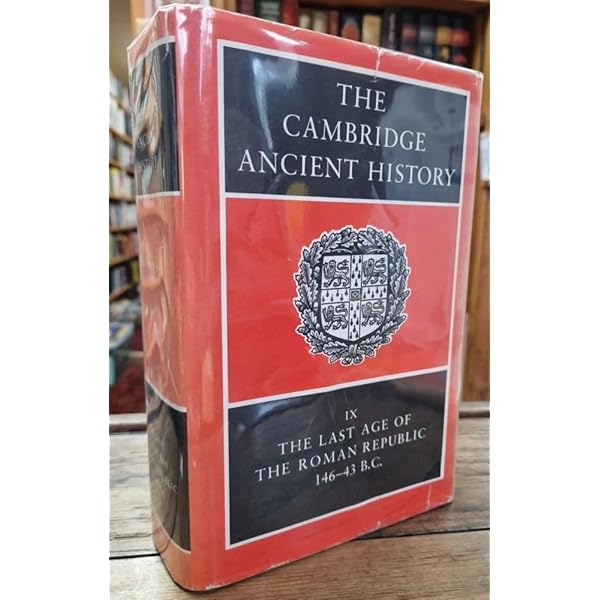 THE
CAMBRIDGE
ANCIENT HISTORY
IX
THE LAST AGE OF
THE ROMAN REPUBLIC
146–43 B.C.